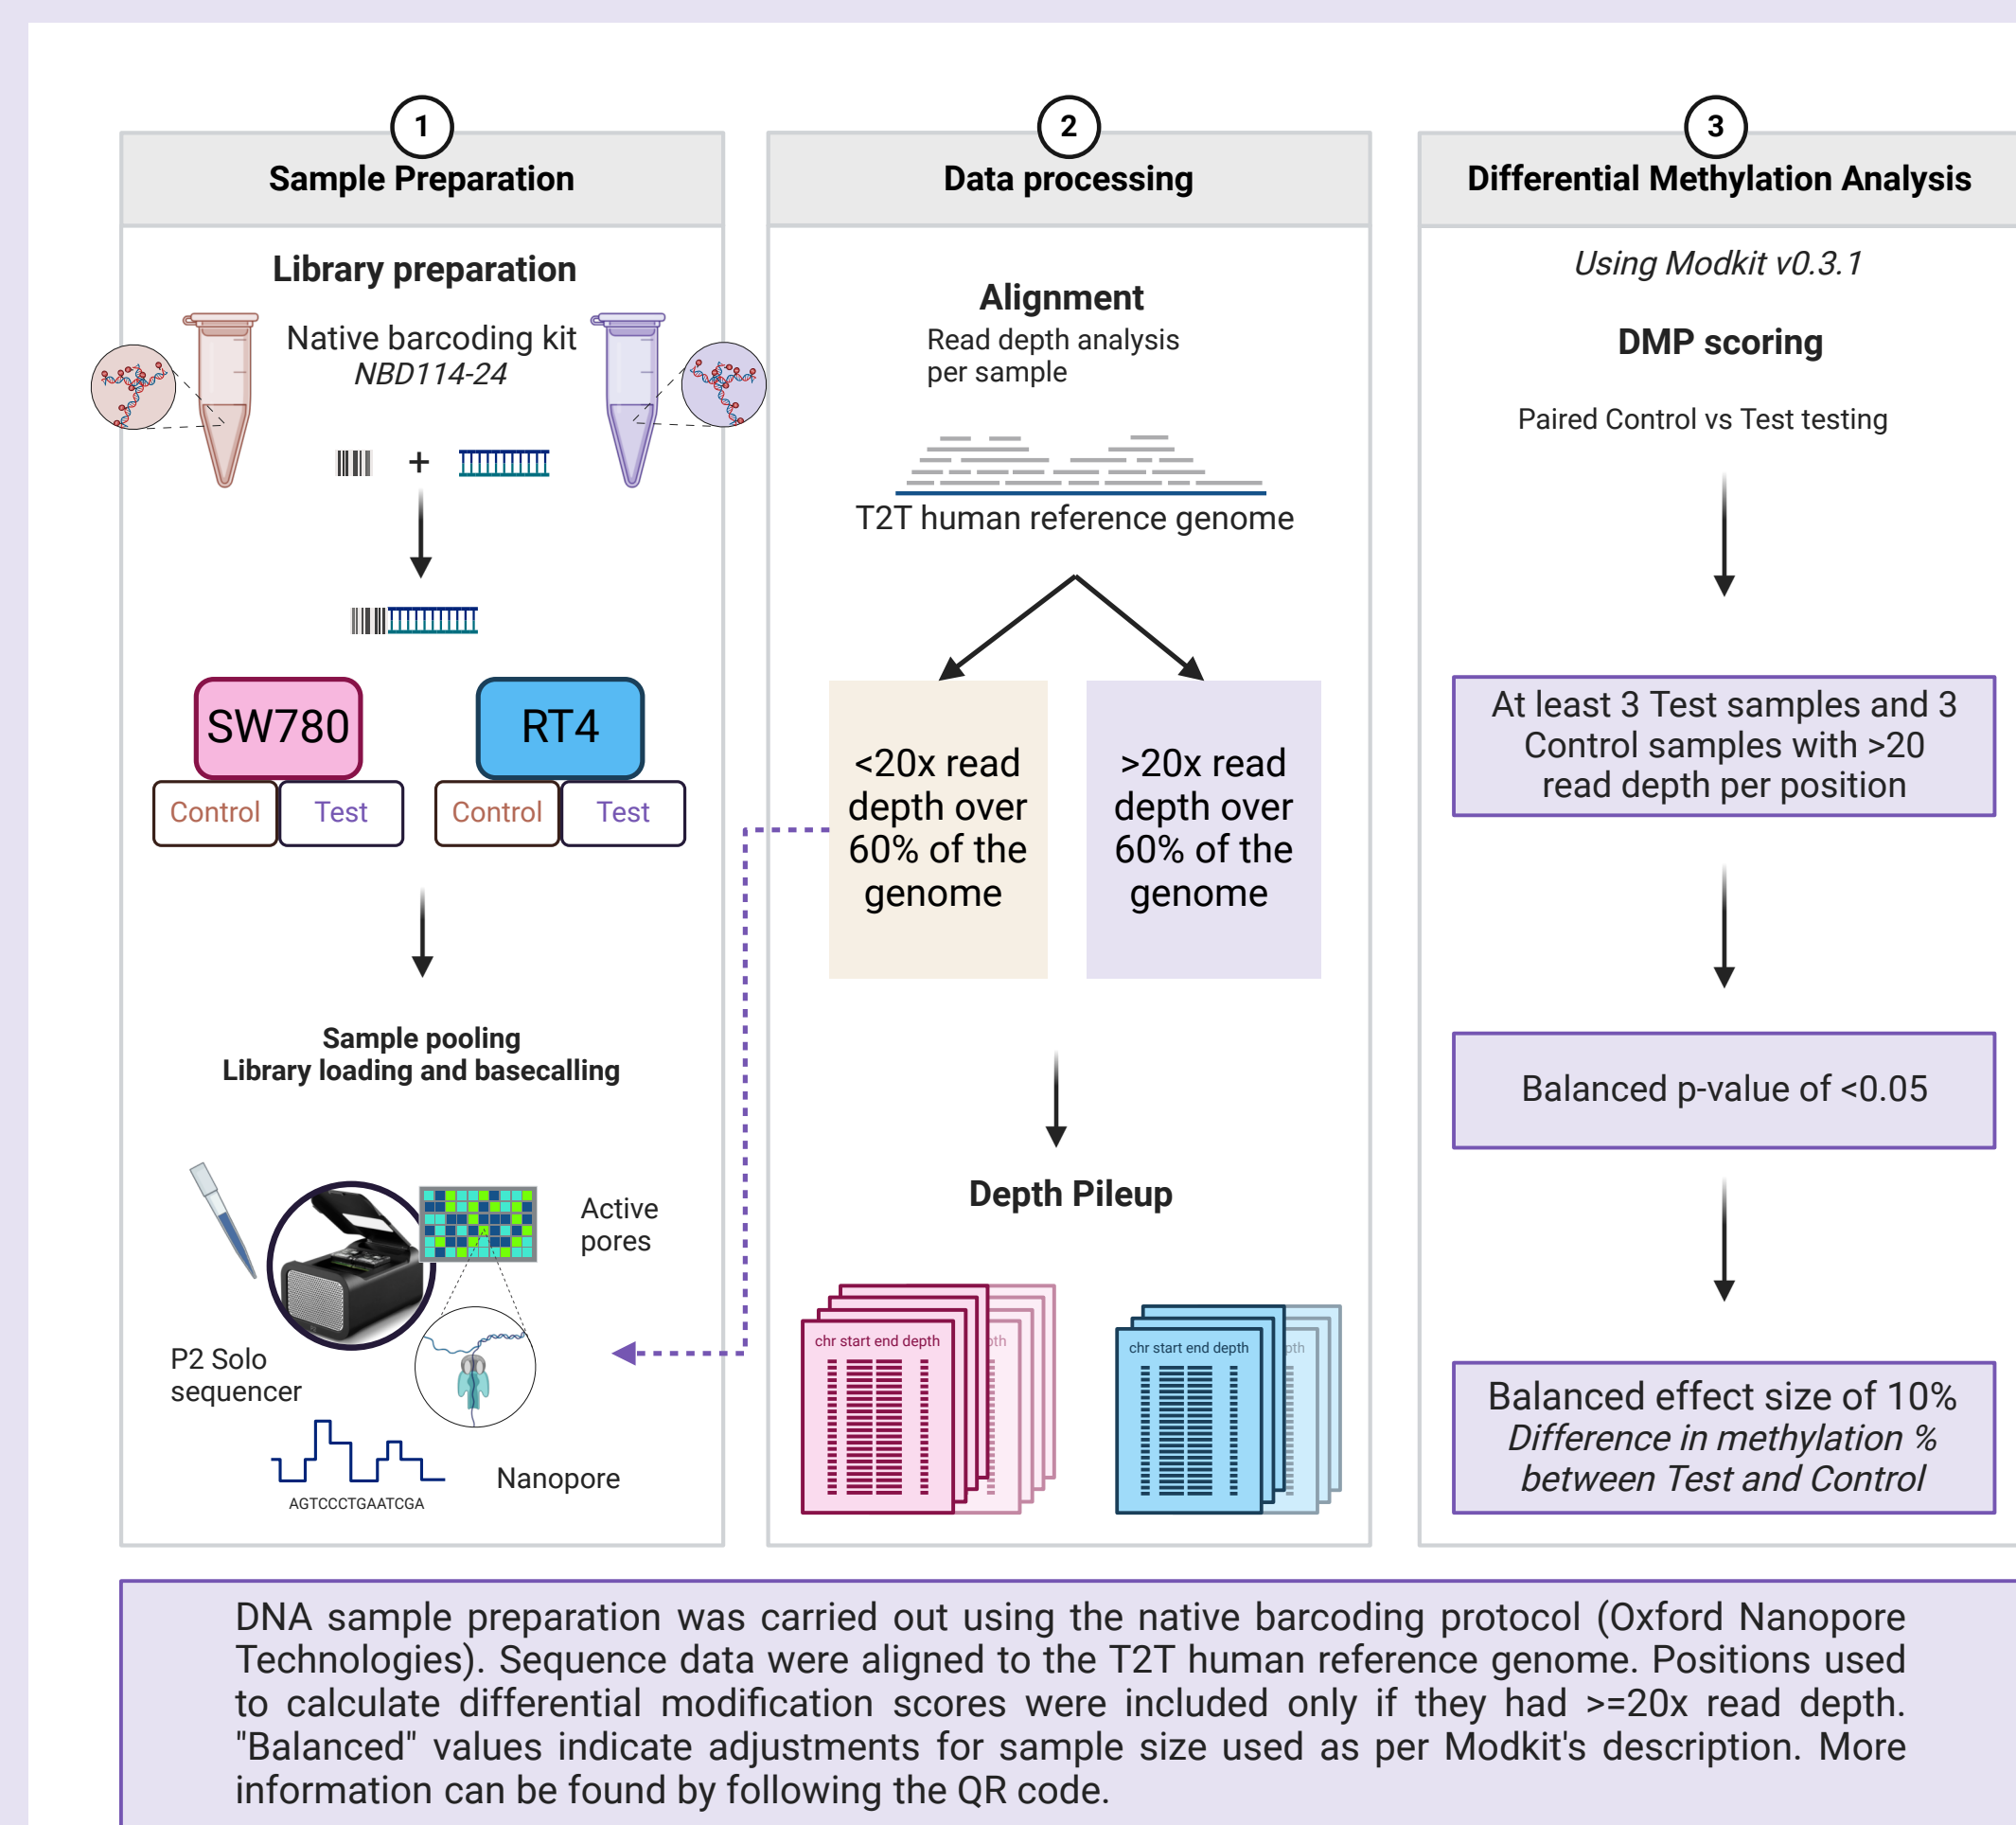 1
Sample Preparation
Library preparation
Native barcoding kit
NBD114-24
+
SW780
Control
Test
RT4
Control
Test
Sample pooling
Library loading and basecalling
Active
pores
P2 Solo
sequencer
AGTCCCTGAATCGA
Nanopore
2
Data processing
Alignment
Read depth analysis
per sample
T2T human reference genome
<20x read
depth over
60% of the
genome
>20x read
depth over
60% of the
genome
Depth Pileup
chr start end depth
pth
chr start end depth
pth
3
Differential Methylation Analysis
Using Modkit v0.3.1
DMP scoring
Paired Control vs Test testing
At least 3 Test samples and 3
Control samples with >20
read depth per position
Balanced p-value of <0.05
Balanced effect size of 10%
Difference in methylation %
between Test and Control
DNA sample preparation was carried out using the native barcoding protocol (Oxford Nanopore
Technologies). Sequence data were aligned to the T2T human reference genome. Positions used
to calculate differential modification scores were included only if they had >=20x read depth.
"Balanced" values indicate adjustments for sample size used as per Modkit's description. More
information can be found by following the QR code.